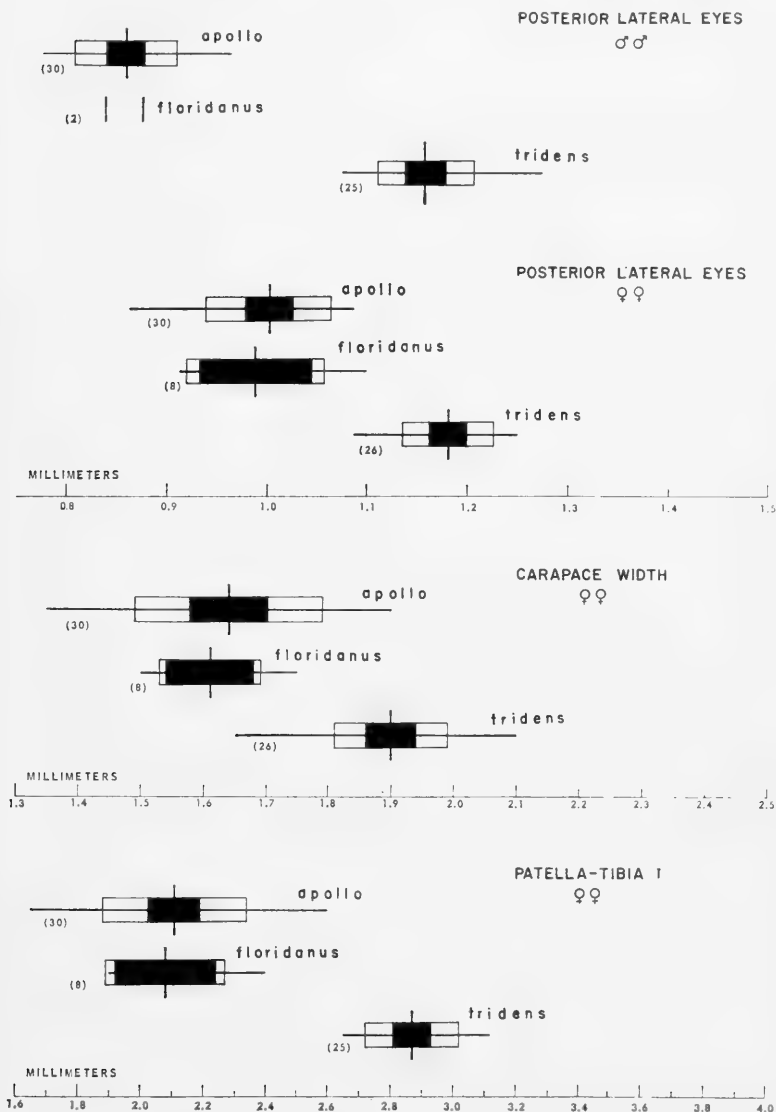 POSTERIOR LATERAL EYES
♂♂
apollo
(30)
(2) floridanus
tridens
(25)
POSTERIOR LATERAL EYES
♀♀
apollo
(30)
floridanus
(8)
tridens
(26)
MILLIMETERS
0.8 0.9 1.0 1.1 1.2 1.3 1.4 1.5
CARAPACE WIDTH
♀♀
apollo
(30)
floridanus
(8)
tridens
(26)
MILLIMETERS
1.3 1.4 1.5 1.6 1.7 1.8 1.9 2.0 2.1 2.2 2.3 2.4 2.5
PATELLA-TIBIA I
♀♀
apollo
(30)
floridanus
(8)
tridens
(25)
MILLIMETERS
1.6 1.8 2.0 2.2 2.4 2.6 2.8 3.0 3.2 3.4 3.6 3.8 4.0